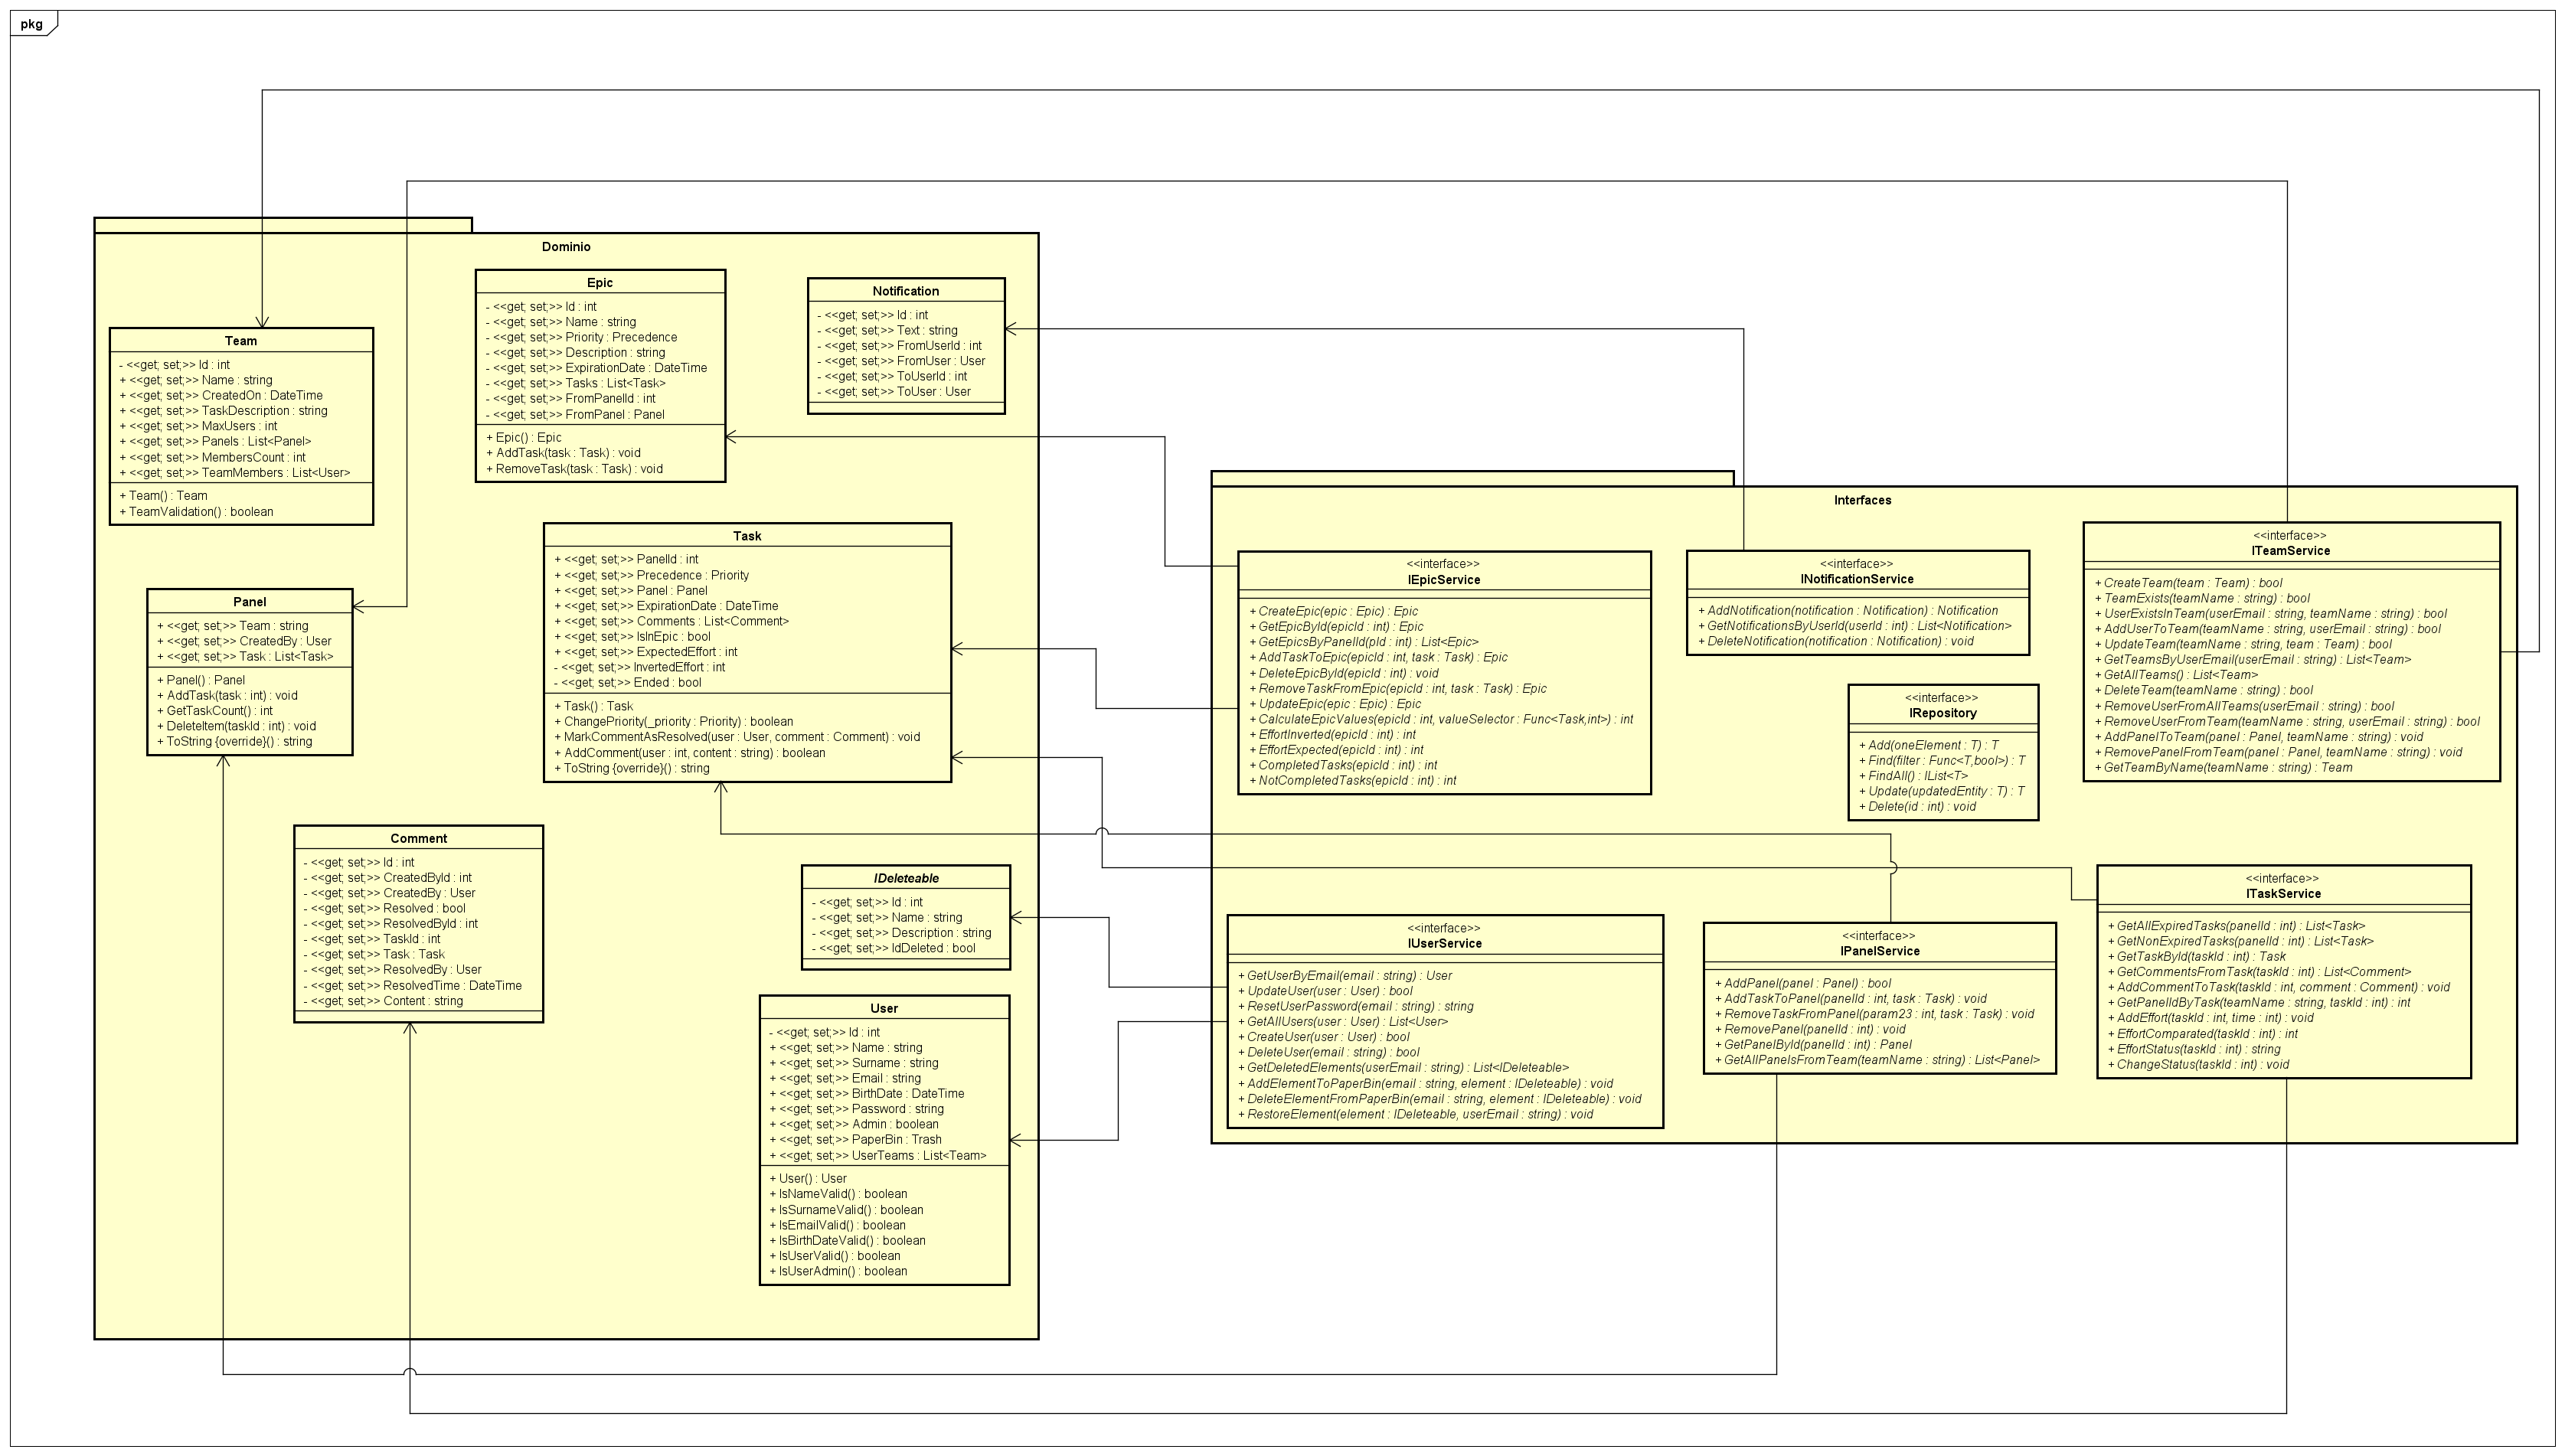 pkg
Dominio
Team
- <<get; set;>> Id : int
+ <<get; set;>> Name : string
+ <<get; set;>> CreatedOn : DateTime
+ <<get; set;>> TaskDescription : string
+ <<get; set;>> MaxUsers : int
+ <<get; set;>> Panels : List<Panel>
+ <<get; set;>> MembersCount : int
+ <<get; set;>> TeamMembers : List<User>
+ Team() : Team
+ TeamValidation() : boolean
Epic
- <<get; set;>> Id : int
- <<get; set;>> Name : string
- <<get; set;>> Priority : Precedence
- <<get; set;>> Description : string
- <<get; set;>> ExpirationDate : DateTime
- <<get; set;>> Tasks : List<Task>
- <<get; set;>> FromPanelId : int
- <<get; set;>> FromPanel : Panel
+ Epic() : Epic
+ AddTask(task : Task) : void
+ RemoveTask(task : Task) : void
Notification
- <<get; set;>> Id : int
- <<get; set;>> Text : string
- <<get; set;>> FromUserId : int
- <<get; set;>> FromUser : User
- <<get; set;>> ToUserId : int
- <<get; set;>> ToUser : User
Panel
+ <<get; set;>> Team : string
+ <<get; set;>> CreatedBy : User
+ <<get; set;>> Task : List<Task>
+ Panel() : Panel
+ AddTask(task : int) : void
+ GetTaskCount() : int
+ DeleteItem(taskId : int) : void
+ ToString {override}() : string
Task
+ <<get; set;>> PanelId : int
+ <<get; set;>> Precedence : Priority
+ <<get; set;>> Panel : Panel
+ <<get; set;>> ExpirationDate : DateTime
+ <<get; set;>> Comments : List<Comment>
+ <<get; set;>> IsInEpic : bool
+ <<get; set;>> ExpectedEffort : int
- <<get; set;>> InvertedEffort : int
- <<get; set;>> Ended : bool
+ Task() : Task
+ ChangePriority(_priority : Priority) : boolean
+ MarkCommentAsResolved(user : User, comment : Comment) : void
+ AddComment(user : int, content : string) : boolean
+ ToString {override}() : string
Comment
- <<get; set;>> Id : int
- <<get; set;>> CreatedById : int
- <<get; set;>> CreatedBy : User
- <<get; set;>> Resolved : bool
- <<get; set;>> ResolvedById : int
- <<get; set;>> TaskId : int
- <<get; set;>> Task : Task
- <<get; set;>> ResolvedBy : User
- <<get; set;>> ResolvedTime : DateTime
- <<get; set;>> Content : string
IDeleteable
- <<get; set;>> Id : int
- <<get; set;>> Name : string
- <<get; set;>> Description : string
- <<get; set;>> IdDeleted : bool
User
- <<get; set;>> Id : int
+ <<get; set;>> Name : string
+ <<get; set;>> Surname : string
+ <<get; set;>> Email : string
+ <<get; set;>> BirthDate : DateTime
+ <<get; set;>> Password : string
+ <<get; set;>> Admin : boolean
+ <<get; set;>> PaperBin : Trash
+ <<get; set;>> UserTeams : List<Team>
+ User() : User
+ IsNameValid() : boolean
+ IsSurnameValid() : boolean
+ IsEmailValid() : boolean
+ IsBirthDateValid() : boolean
+ IsUserValid() : boolean
+ IsUserAdmin() : boolean
Interfaces
<<interface>>
IEpicService
+ CreateEpic(epic : Epic) : Epic
+ GetEpicById(epicId : int) : Epic
+ GetEpicsByPanelId(pId : int) : List<Epic>
+ AddTaskToEpic(epicId : int, task : Task) : Epic
+ DeleteEpicById(epicId : int) : void
+ RemoveTaskFromEpic(epicId : int, task : Task) : Epic
+ UpdateEpic(epic : Epic) : Epic
+ CalculateEpicValues(epicId : int, valueSelector : Func<Task,int>) : int
+ EffortInverted(epicId : int) : int
+ EffortExpected(epicId : int) : int
+ CompletedTasks(epicId : int) : int
+ NotCompletedTasks(epicId : int) : int
<<interface>>
INotificationService
+ AddNotification(notification : Notification) : Notification
+ GetNotificationsByUserId(userId : int) : List<Notification>
+ DeleteNotification(notification : Notification) : void
<<interface>>
ITeamService
+ CreateTeam(team : Team) : bool
+ TeamExists(teamName : string) : bool
+ UserExistsInTeam(userEmail : string, teamName : string) : bool
+ AddUserToTeam(teamName : string, userEmail : string) : bool
+ UpdateTeam(teamName : string, team : Team) : bool
+ GetTeamsByUserEmail(userEmail : string) : List<Team>
+ GetAllTeams() : List<Team>
+ DeleteTeam(teamName : string) : bool
+ RemoveUserFromAllTeams(userEmail : string) : bool
+ RemoveUserFromTeam(teamName : string, userEmail : string) : bool
+ AddPanelToTeam(panel : Panel, teamName : string) : void
+ RemovePanelFromTeam(panel : Panel, teamName : string) : void
+ GetTeamByName(teamName : string) : Team
<<interface>>
IRepository
+ Add(oneElement : T) : T
+ Find(filter : Func<T,bool>) : T
+ FindAll() : IList<T>
+ Update(updatedEntity : T) : T
+ Delete(id : int) : void
<<interface>>
IUserService
+ GetUserByEmail(email : string) : User
+ UpdateUser(user : User) : bool
+ ResetUserPassword(email : string) : string
+ GetAllUsers(user : User) : List<User>
+ CreateUser(user : User) : bool
+ DeleteUser(email : string) : bool
+ GetDeletedElements(userEmail : string) : List<IDeleteable>
+ AddElementToPaperBin(email : string, element : IDeleteable) : void
+ DeleteElementFromPaperBin(email : string, element : IDeleteable) : void
+ RestoreElement(element : IDeleteable, userEmail : string) : void
<<interface>>
IPanelService
+ AddPanel(panel : Panel) : bool
+ AddTaskToPanel(panelId : int, task : Task) : void
+ RemoveTaskFromPanel(param23 : int, task : Task) : void
+ RemovePanel(panelId : int) : void
+ GetPanelById(panelId : int) : Panel
+ GetAllPanelsFromTeam(teamName : string) : List<Panel>
<<interface>>
ITaskService
+ GetAllExpiredTasks(panelId : int) : List<Task>
+ GetNonExpiredTasks(panelId : int) : List<Task>
+ GetTaskById(taskId : int) : Task
+ GetCommentsFromTask(taskId : int) : List<Comment>
+ AddCommentToTask(taskId : int, comment : Comment) : void
+ GetPanelIdByTask(teamName : string, taskId : int) : int
+ AddEffort(taskId : int, time : int) : void
+ EffortComparated(taskId : int) : int
+ EffortStatus(taskId : int) : string
+ ChangeStatus(taskId : int) : void